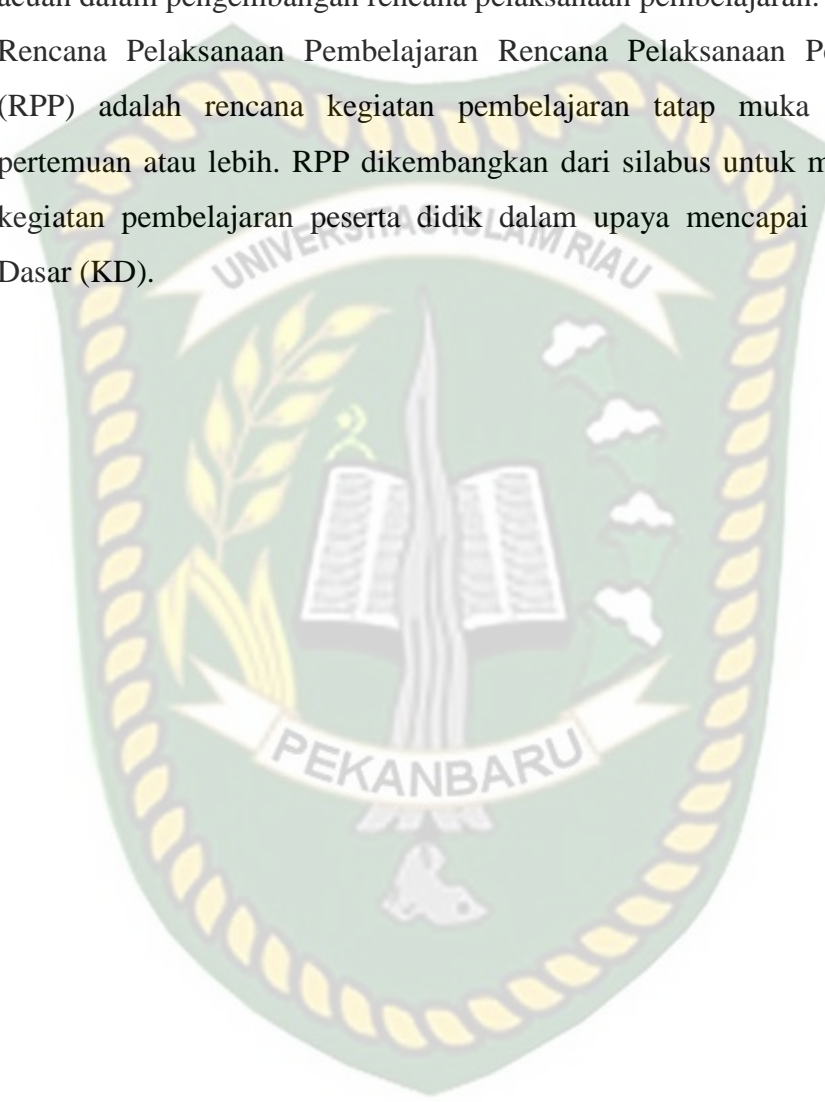 acuan dalam pengembangan rencana pelaksanaan pembelajaran.
Rencana Pelaksanaan Pembelajaran Rencana Pelaksanaan Pe
(RPP) adalah rencana kegiatan pembelajaran tatap muka
pertemuan atau lebih. RPP dikembangkan dari silabus untuk m
kegiatan pembelajaran peserta didik dalam upaya mencapai
Dasar (KD).
UNIVERSITAS ISLAM RIAU
PEKANBARU